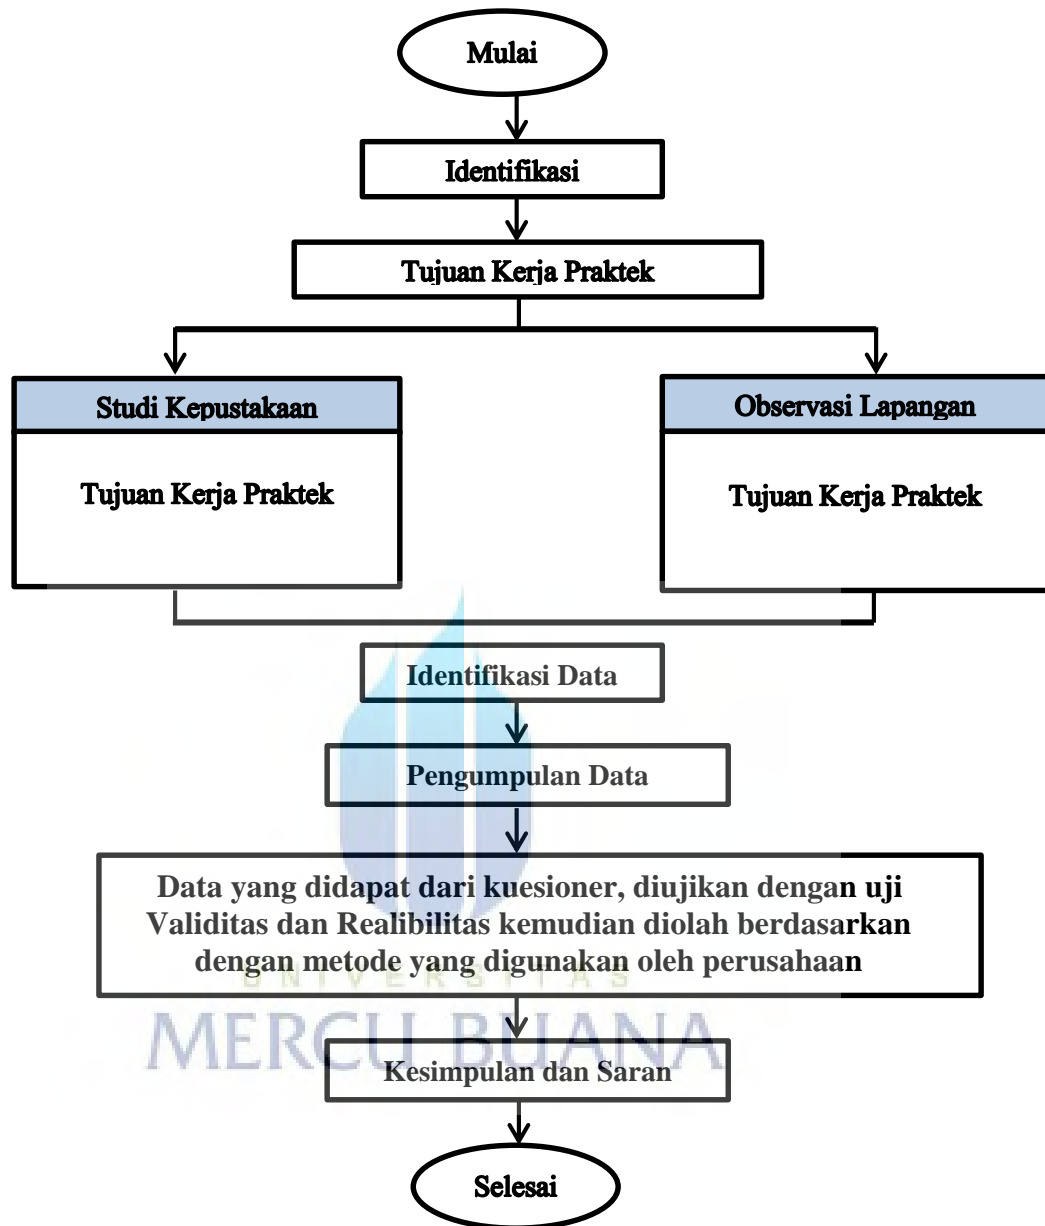 Mulai
Identifikasi
Tujuan Kerja Praktek
Studi Kepustakaan
Tujuan Kerja Praktek
Observasi Lapangan
Tujuan Kerja Praktek
Identifikasi Data
Pengumpulan Data
Data yang didapat dari kuesioner, diujikan dengan uji
Validitas dan Realibilitas kemudian diolah berdasarkan
dengan metode yang digunakan oleh perusahaan
UNIVERSITAS
MERCU BUANA
Kesimpulan dan Saran
Selesai